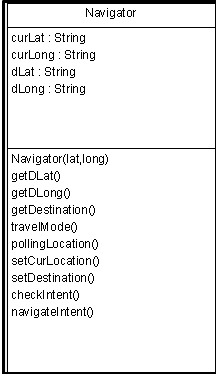 Navigator
curLat : String
curLong : String
dLat : String
dLong : String
Navigator(lat,long)
getDLat()
getDLong()
getDestination()
travelMode()
pollingLocation()
setCurLocation()
setDestination()
checkIntent()
navigateIntent()